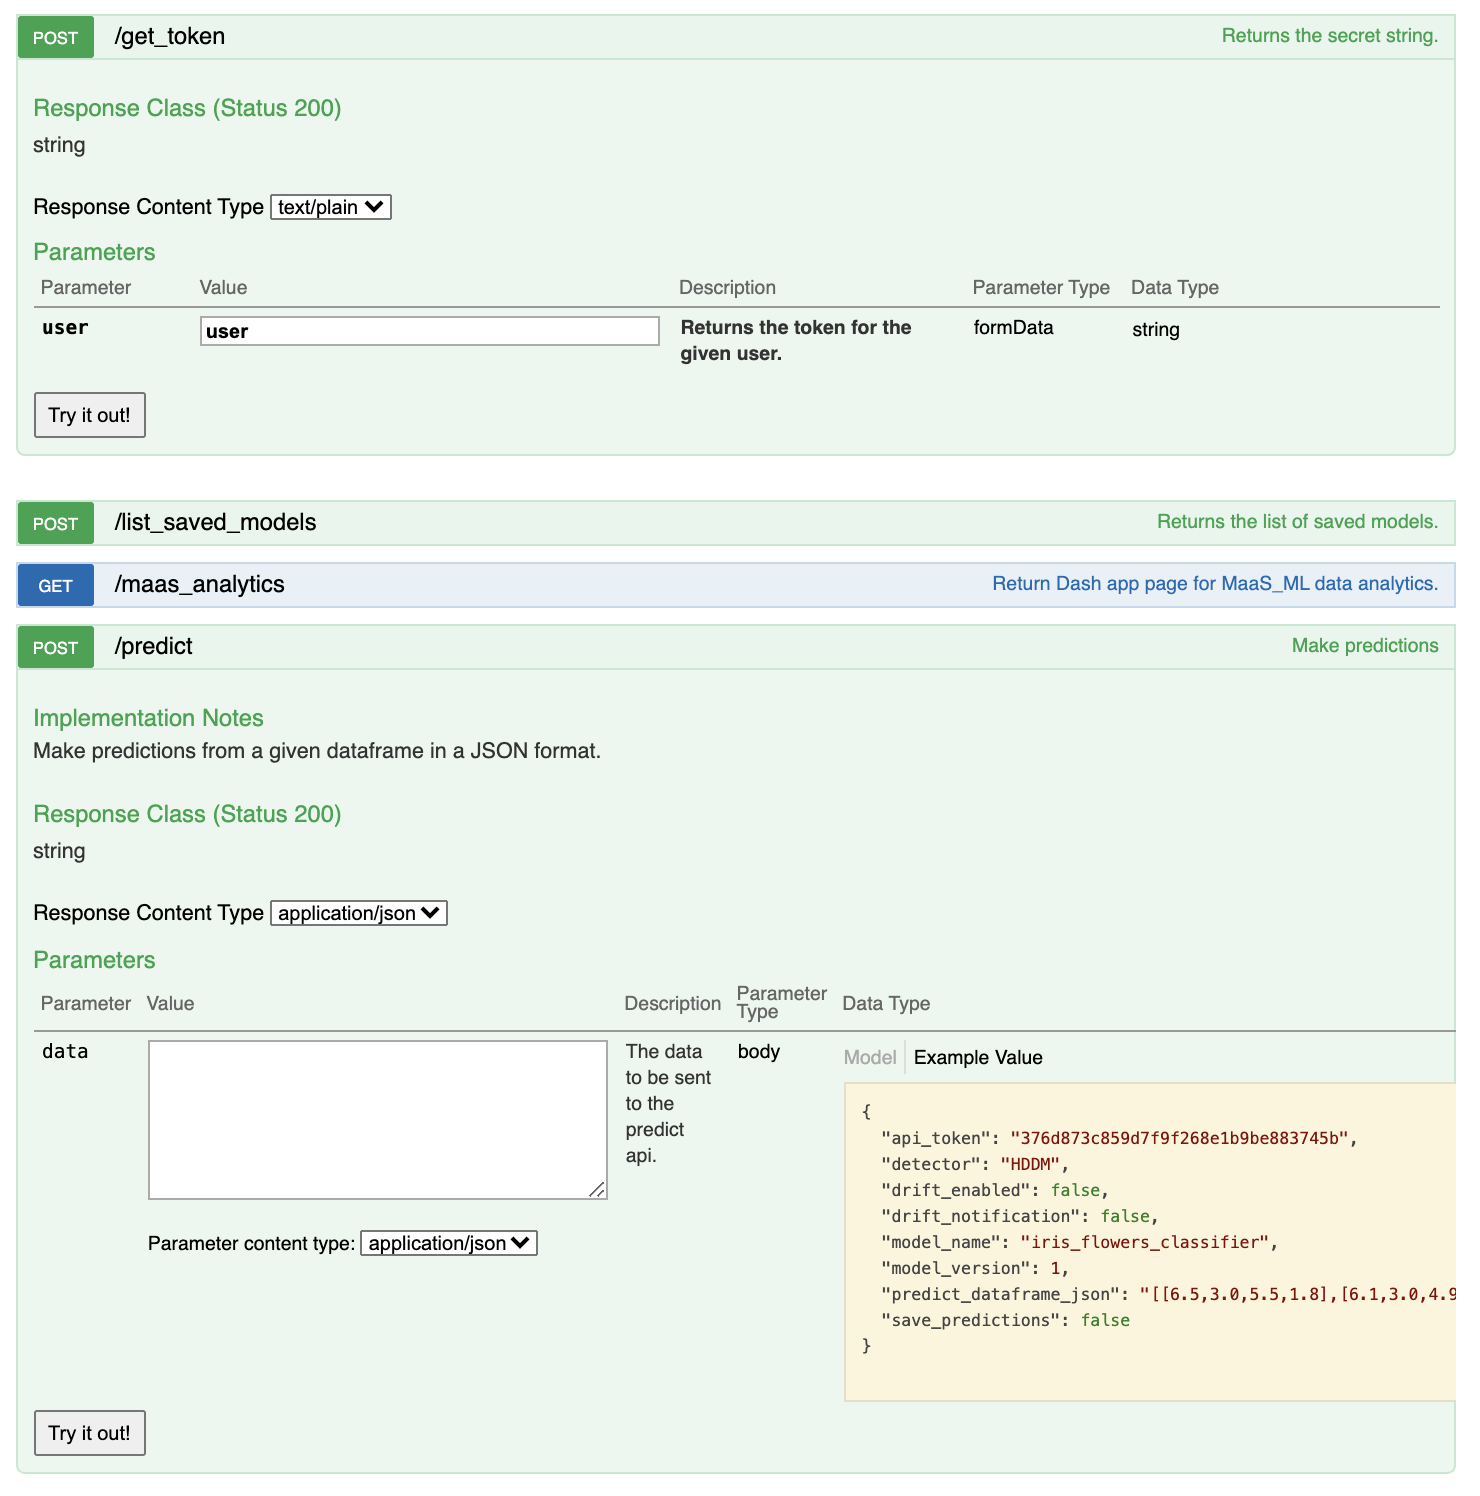 POST /get_token Returns the secret string.
Response Class (Status 200)
string
Response Content Type text/plain
Parameters
Parameter Value Description Parameter Type Data Type
user user Returns the token for the given user. formData string
Try it out!
POST /list_saved_models Returns the list of saved models.
GET /maas_analytics Return Dash app page for MaaS_ML data analytics.
POST /predict Make predictions
Implementation Notes
Make predictions from a given dataframe in a JSON format.
Response Class (Status 200)
string
Response Content Type application/json
Parameters
Parameter Value Description Parameter Type Data Type
data
The data
to be sent
to the
predict
api.
body
Model Example Value
{
"api_token": "376d873c859d7f9f268e1b9be883745b",
"detector": "HDDM",
"drift_enabled": false,
"drift_notification": false,
"model_name": "iris_flowers_classifier",
"model_version": 1,
"predict_dataframe_json": "[[6.5,3.0,5.5,1.8],[6.1,3.0,4.9
"save_predictions": false
}
Parameter content type: application/json
Try it out!